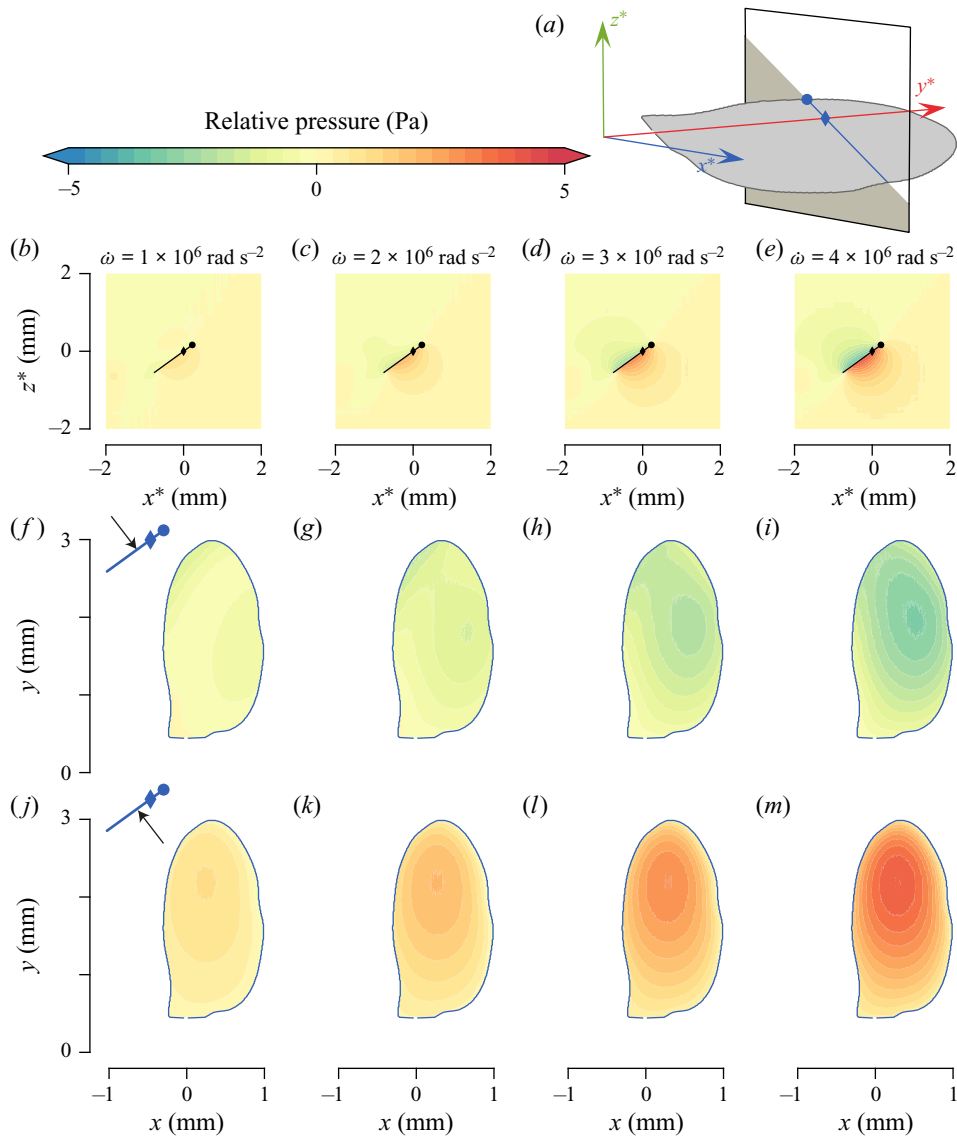 (a)
z*
y*
x*
Relative pressure (Pa)
–5 0 5
(b) (c) (d) (e)
ω̇ = 1 × 10⁶ rad s⁻² ω̇ = 2 × 10⁶ rad s⁻² ω̇ = 3 × 10⁶ rad s⁻² ω̇ = 4 × 10⁶ rad s⁻²
2
0
–2
z* (mm)
–2 0 2 –2 0 2 –2 0 2 –2 0 2
x* (mm) x* (mm) x* (mm) x* (mm)
(f) (g) (h) (i)
3
y (mm)
0
(j) (k) (l) (m)
3
y (mm)
0
–1 0 1 –1 0 1 –1 0 1 –1 0 1
x (mm) x (mm) x (mm) x (mm)